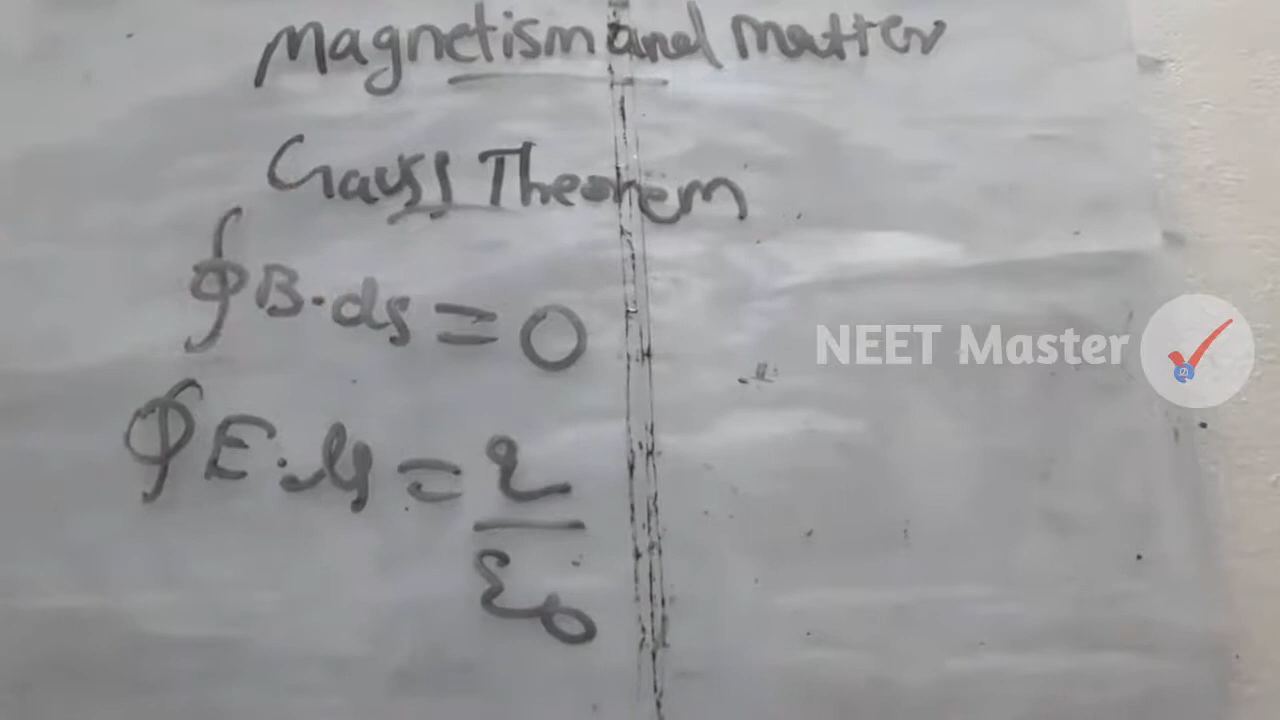 Magnetism and matter
Gauss Theorem
∮B.ds = 0
NEET Master
∮E.ds = q/ε0